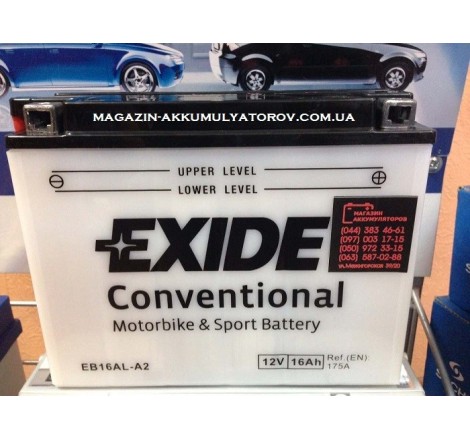 MAGAZIN-AKKUMULYATOROV.COM.UA
UPPER LEVEL
LOWER LEVEL
EXIDE
МАГАЗИН
АККУМУЛЯТОРОВ
(044) 383 46-61
(097) 003 17-15
(050) 972 33-15
(063) 587-02-88
Conventional
Motorbike & Sport Battery
EB16AL-A2
12V 16Ah Ref.(EN)
175A